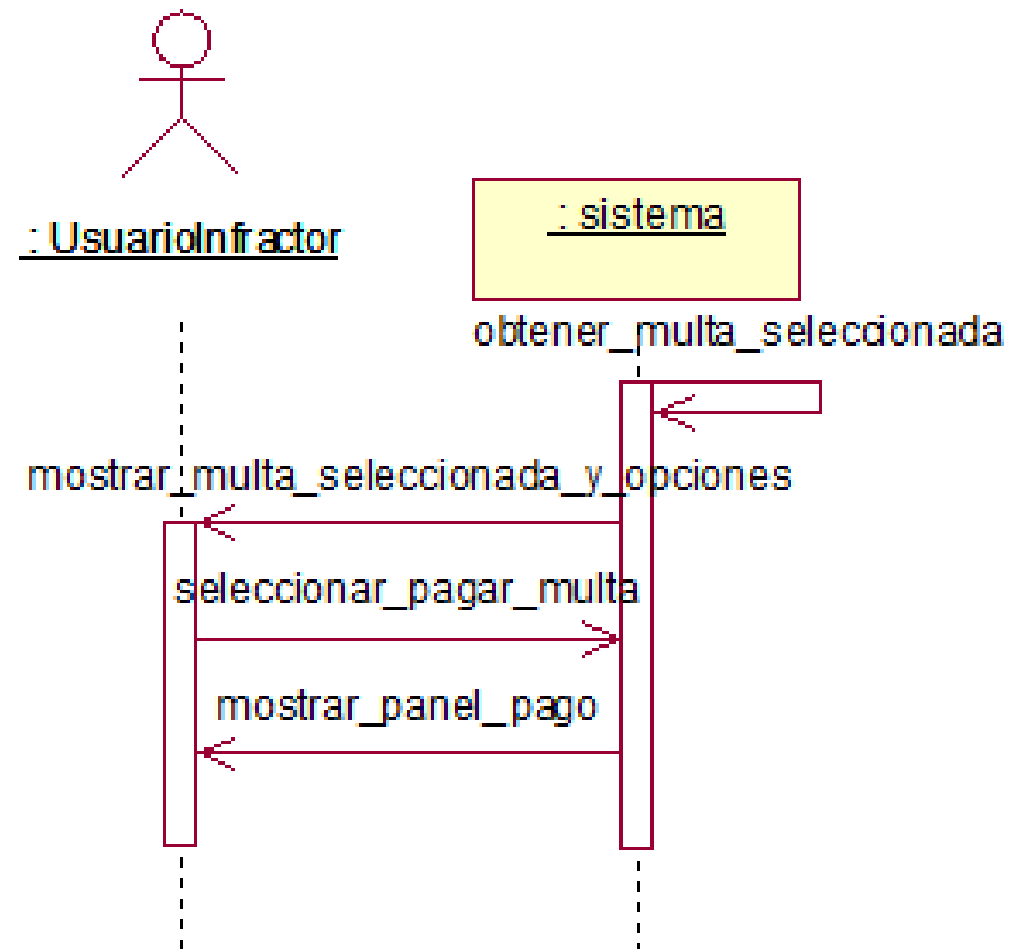 : UsuarioInfractor
: sistema
obtener_multa_seleccionada
mostrar_multa_seleccionada_y_opciones
seleccionar_pagar_multa
mostrar_panel_pago